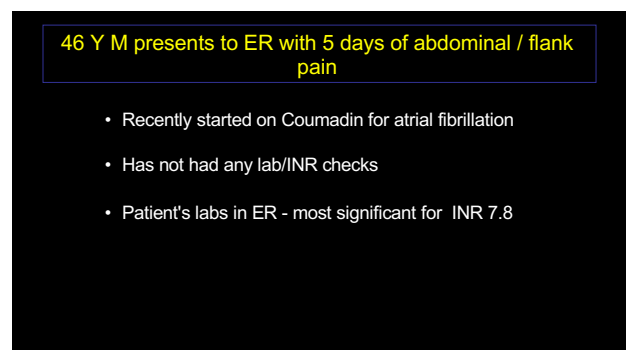 46 Y M presents to ER with 5 days of abdominal / flank
pain
• Recently started on Coumadin for atrial fibrillation
• Has not had any lab/INR checks
• Patient's labs in ER - most significant for INR 7.8